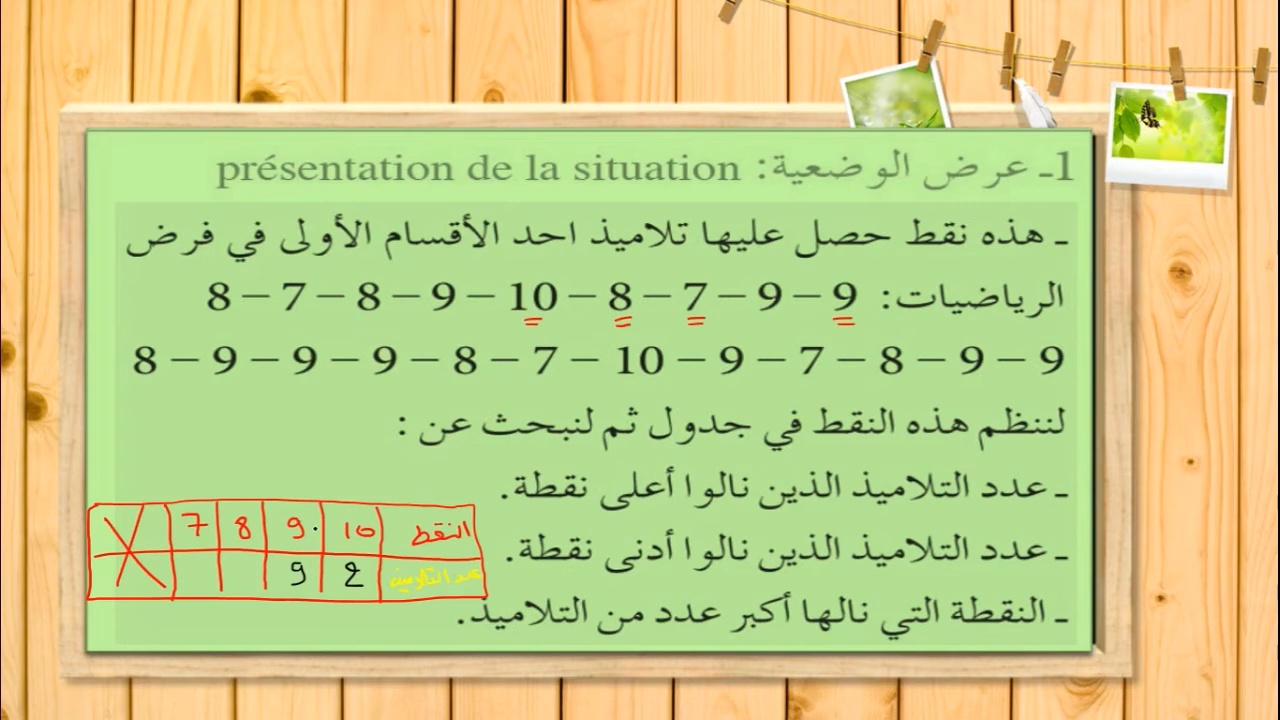 1ـ عرض الوضعية: présentation de la situation
ـ هذه نقط حصل عليها تلاميذ احد الأقسام الأولى في فرض
الرياضيات: 9 – 9 – 7 – 8 – 10 – 9 – 8 – 7 – 8
9 – 9 – 8 – 7 – 9 – 10 – 7 – 8 – 9 – 9 – 9 – 8
لننظم هذه النقط في جدول ثم لنبحث عن :
ـ عدد التلاميذ الذين نالوا أعلى نقطة.
ـ عدد التلاميذ الذين نالوا أدنى نقطة.
ـ النقطة التي نالها أكبر عدد من التلاميذ.
النقط 10 9 8 7
عدد التلاميذ 2 9